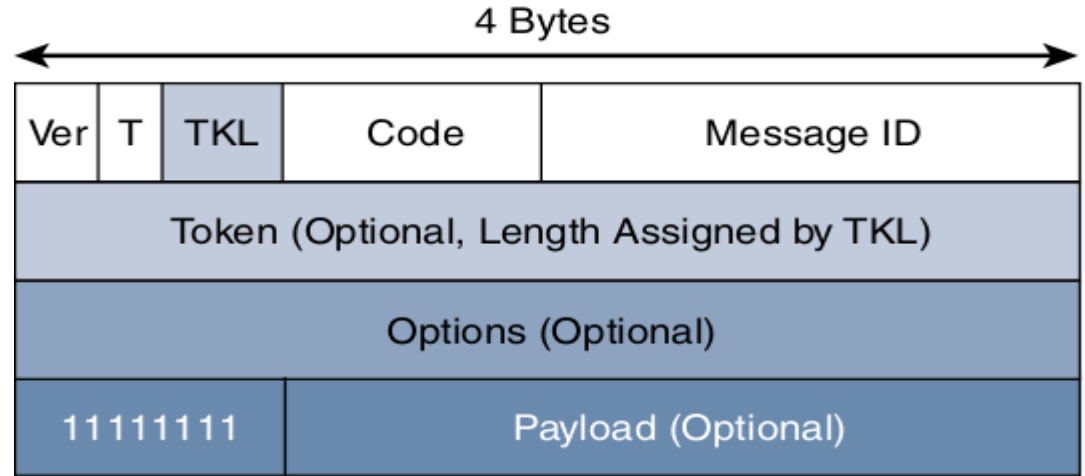 4 Bytes
Ver T TKL Code Message ID
Token (Optional, Length Assigned by TKL)
Options (Optional)
11111111 Payload (Optional)